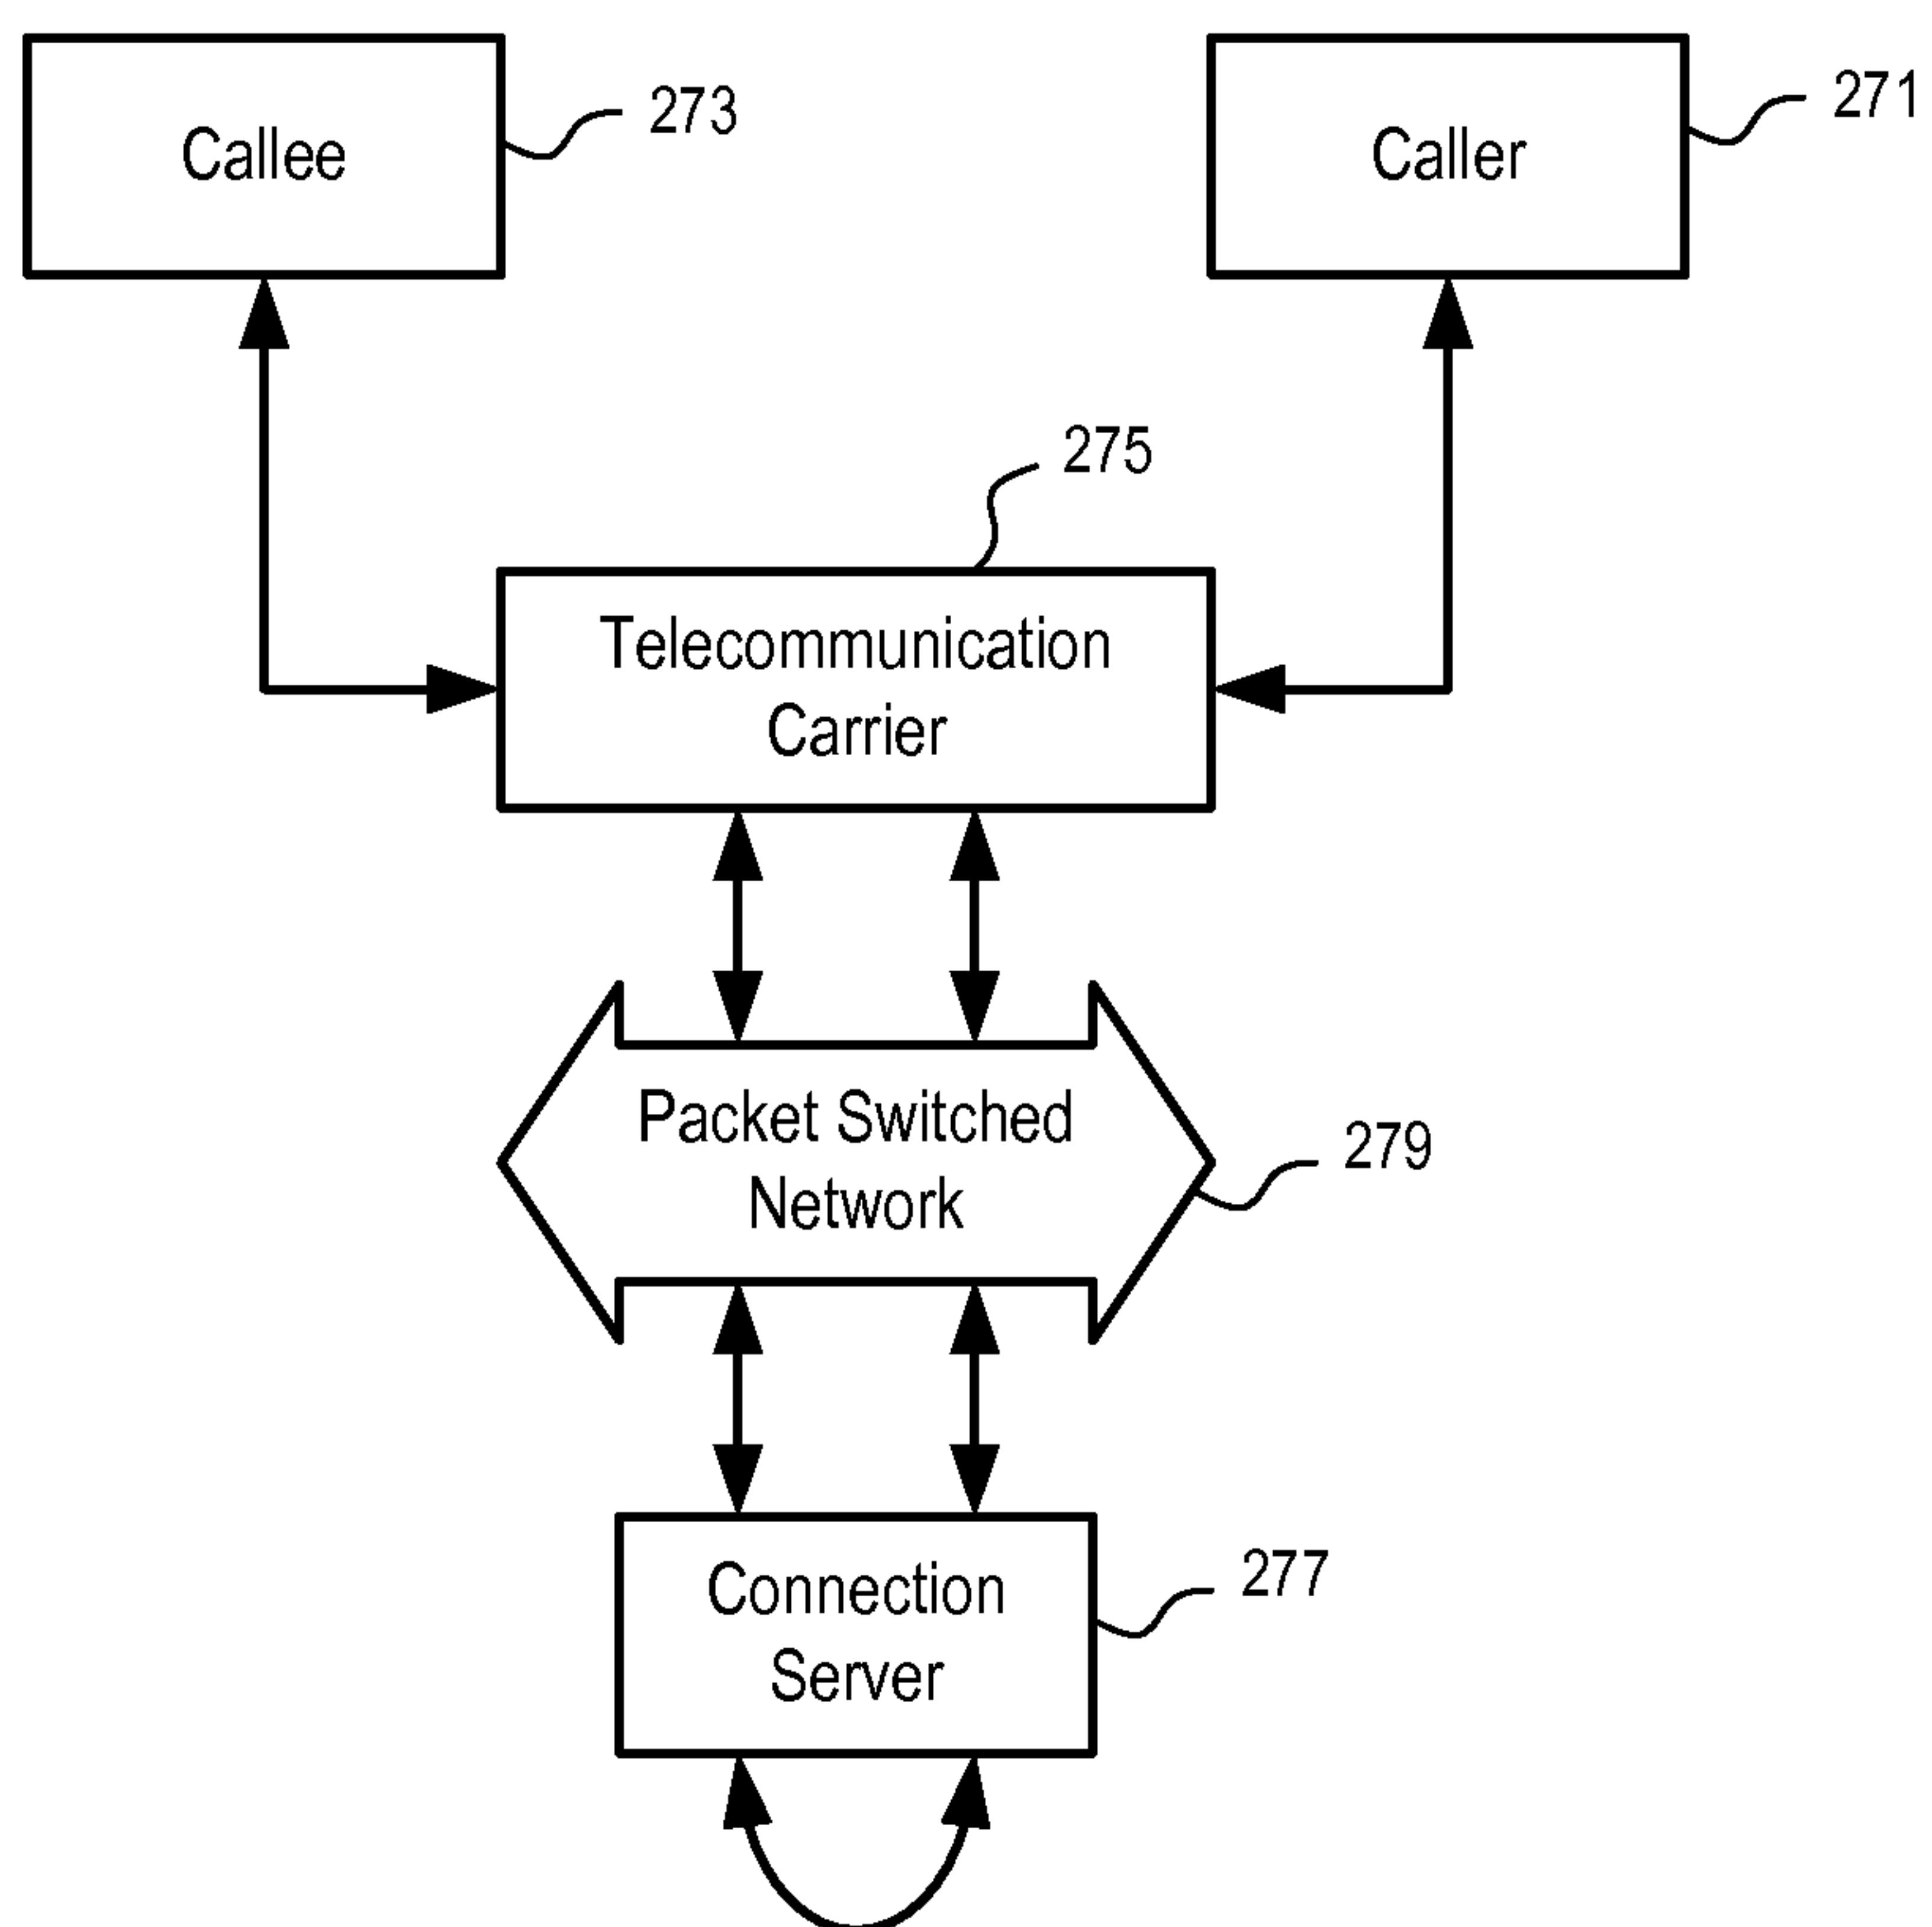 Callee
273
Caller
271
275
Telecommunication
Carrier
Packet Switched
Network
279
Connection
Server
277